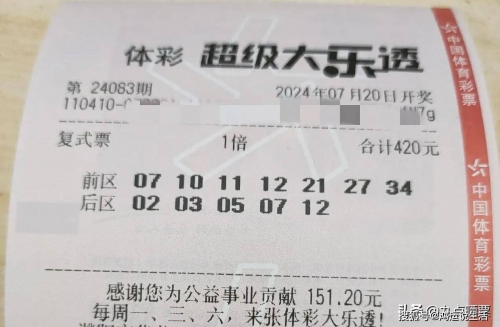 体彩 超级大乐透
第 24083期 2024年07月20日开奖
110410-
复式票 1倍 合计420元
前区 07 10 11 12 21 27 34
后区 02 03 05 07 12
感谢您为公益事业贡献 151.20元
每周一、三、六，来张体彩大乐透！
中国体育彩票
中国体育彩票